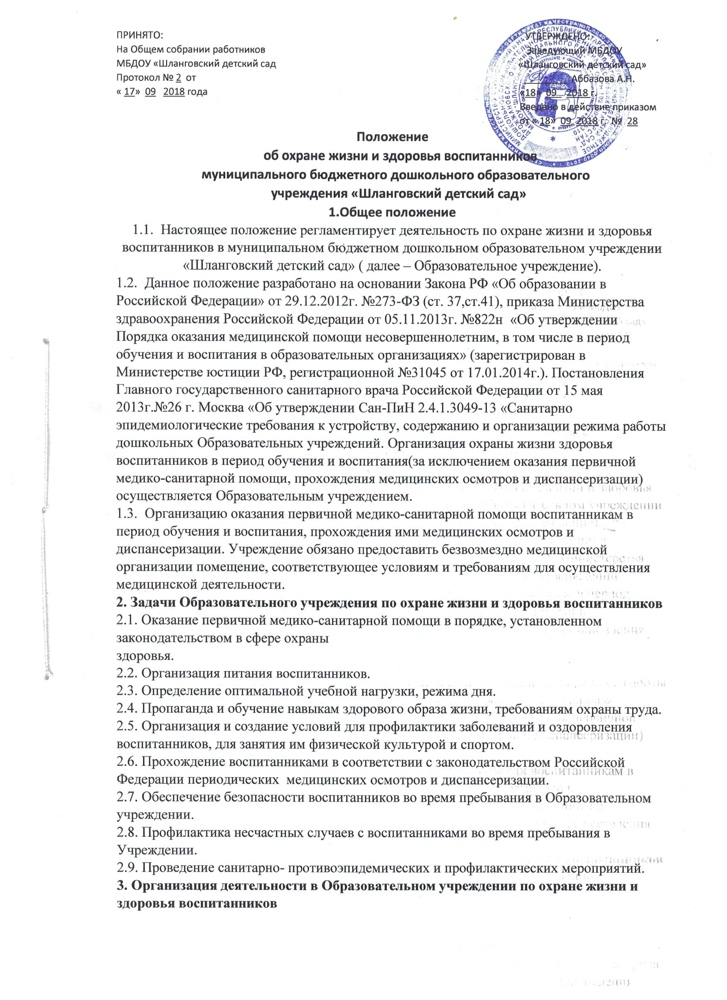 ПРИНЯТО:
На Общем собрании работников
МБДОУ «Шланговский детский сад
Протокол № 2 от
« 17» 09 2018 года
УТВЕРЖДЕНО:
Заведующий МБДОУ
«Шланговский детский сад»
Аббазова А.Н.
«18» 09 2018 г.
Введено в действие приказом
от « 18» 09 2018 г. № 28
Положение
об охране жизни и здоровья воспитанников
муниципального бюджетного дошкольного образовательного
учреждения «Шланговский детский сад»
1.Общее положение
1.1. Настоящее положение регламентирует деятельность по охране жизни и здоровья
воспитанников в муниципальном бюджетном дошкольном образовательном учреждении
«Шланговский детский сад» ( далее – Образовательное учреждение).
1.2. Данное положение разработано на основании Закона РФ «Об образовании в
Российской Федерации» от 29.12.2012г. №273-ФЗ (ст. 37,ст.41), приказа Министерства
здравоохранения Российской Федерации от 05.11.2013г. №822н «Об утверждении
Порядка оказания медицинской помощи несовершеннолетним, в том числе в период
обучения и воспитания в образовательных организациях» (зарегистрирован в
Министерстве юстиции РФ, регистрационной №31045 от 17.01.2014г.). Постановления
Главного государственного санитарного врача Российской Федерации от 15 мая
2013г.№26 г. Москва «Об утверждении Сан-ПиН 2.4.1.3049-13 «Санитарно
эпидемиологические требования к устройству, содержанию и организации режима работы
дошкольных Образовательных учреждений. Организация охраны жизни здоровья
воспитанников в период обучения и воспитания(за исключением оказания первичной
медико-санитарной помощи, прохождения медицинских осмотров и диспансеризации)
осуществляется Образовательным учреждением.
1.3. Организацию оказания первичной медико-санитарной помощи воспитанникам в
период обучения и воспитания, прохождения ими медицинских осмотров и
диспансеризации. Учреждение обязано предоставить безвозмездно медицинской
организации помещение, соответствующее условиям и требованиям для осуществления
медицинской деятельности.
2. Задачи Образовательного учреждения по охране жизни и здоровья воспитанников
2.1. Оказание первичной медико-санитарной помощи в порядке, установленном
законодательством в сфере охраны
здоровья.
2.2. Организация питания воспитанников.
2.3. Определение оптимальной учебной нагрузки, режима дня.
2.4. Пропаганда и обучение навыкам здорового образа жизни, требованиям охраны труда.
2.5. Организация и создание условий для профилактики заболеваний и оздоровления
воспитанников, для занятия им физической культурой и спортом.
2.6. Прохождение воспитанниками в соответствии с законодательством Российской
Федерации периодических медицинских осмотров и диспансеризации.
2.7. Обеспечение безопасности воспитанников во время пребывания в Образовательном
учреждении.
2.8. Профилактика несчастных случаев с воспитанниками во время пребывания в
Учреждении.
2.9. Проведение санитарно- противоэпидемических и профилактических мероприятий.
3. Организация деятельности в Образовательном учреждении по охране жизни и
здоровья воспитанников